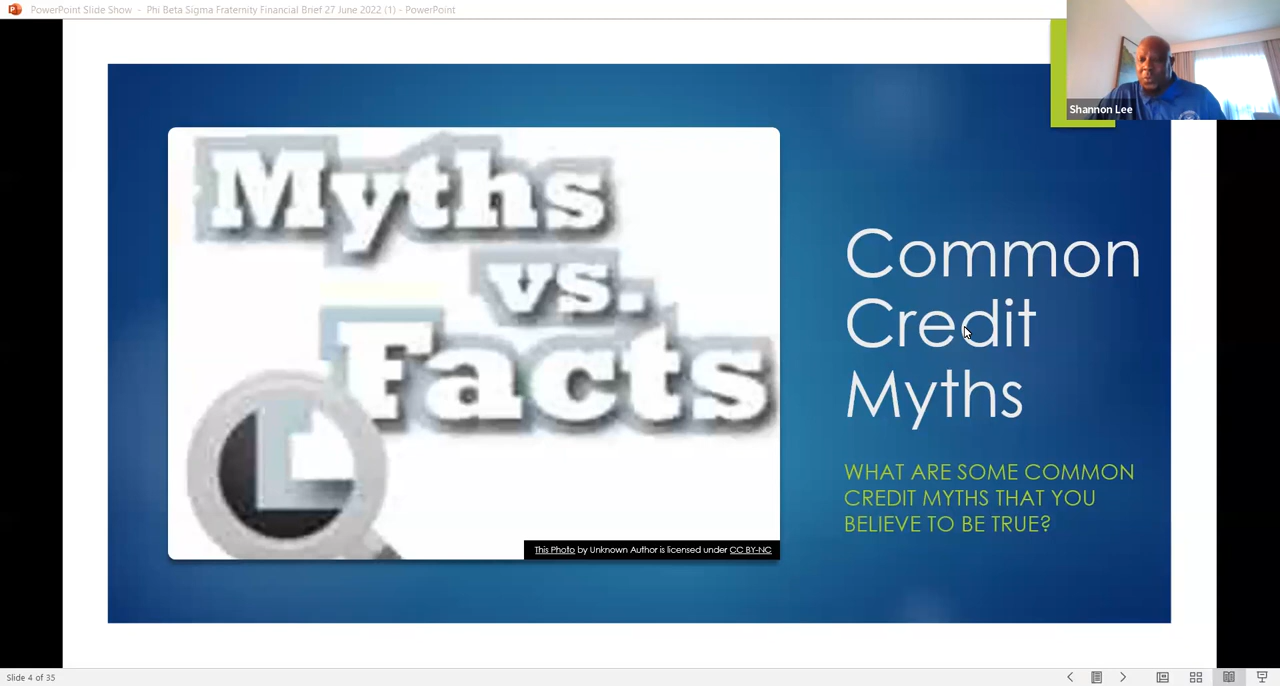 PowerPoint Slide Show - Phi Beta Sigma Fraternity Financial Brief 27 June 2022 (1) - PowerPoint
Shannon Lee
Myths
vs.
Facts
This Photo by Unknown Author is licensed under CC BY-NC
Common
Credit
Myths
WHAT ARE SOME COMMON
CREDIT MYTHS THAT YOU
BELIEVE TO BE TRUE?
Slide 4 of 35